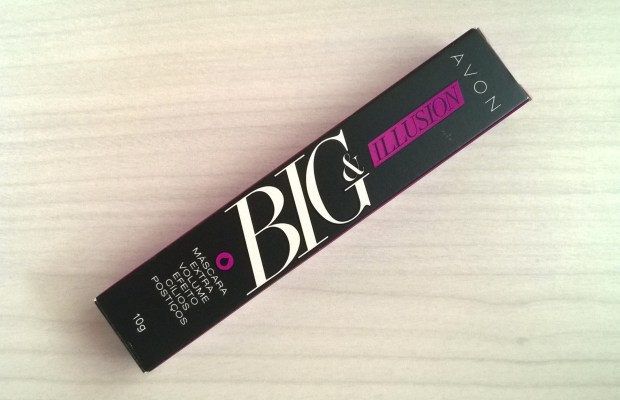 AVON
BIG &
ILLUSION
MÁSCARA
EXTRA
VOLUME
EFEITO
CÍLIOS
POSTIÇOS
10g